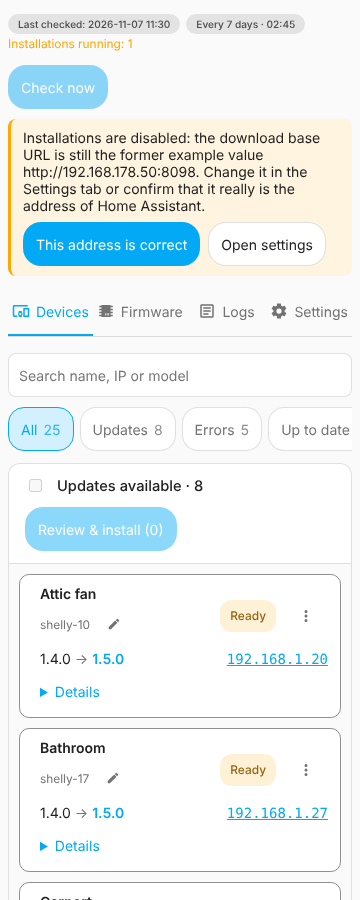 Last checked: 2026-11-07 11:30
Every 7 days · 02:45
Installations running: 1
Check now
Installations are disabled: the download base
URL is still the former example value
http://192.168.178.50:8098. Change it in the
Settings tab or confirm that it really is the
address of Home Assistant.
This address is correct
Open settings
Devices
Firmware
Logs
Settings
Search name, IP or model
All 25
Updates 8
Errors 5
Up to date
Updates available · 8
Review & install (0)
Attic fan
Ready
shelly-10
1.4.0 → 1.5.0
192.168.1.20
Details
Bathroom
Ready
shelly-17
1.4.0 → 1.5.0
192.168.1.27
Details